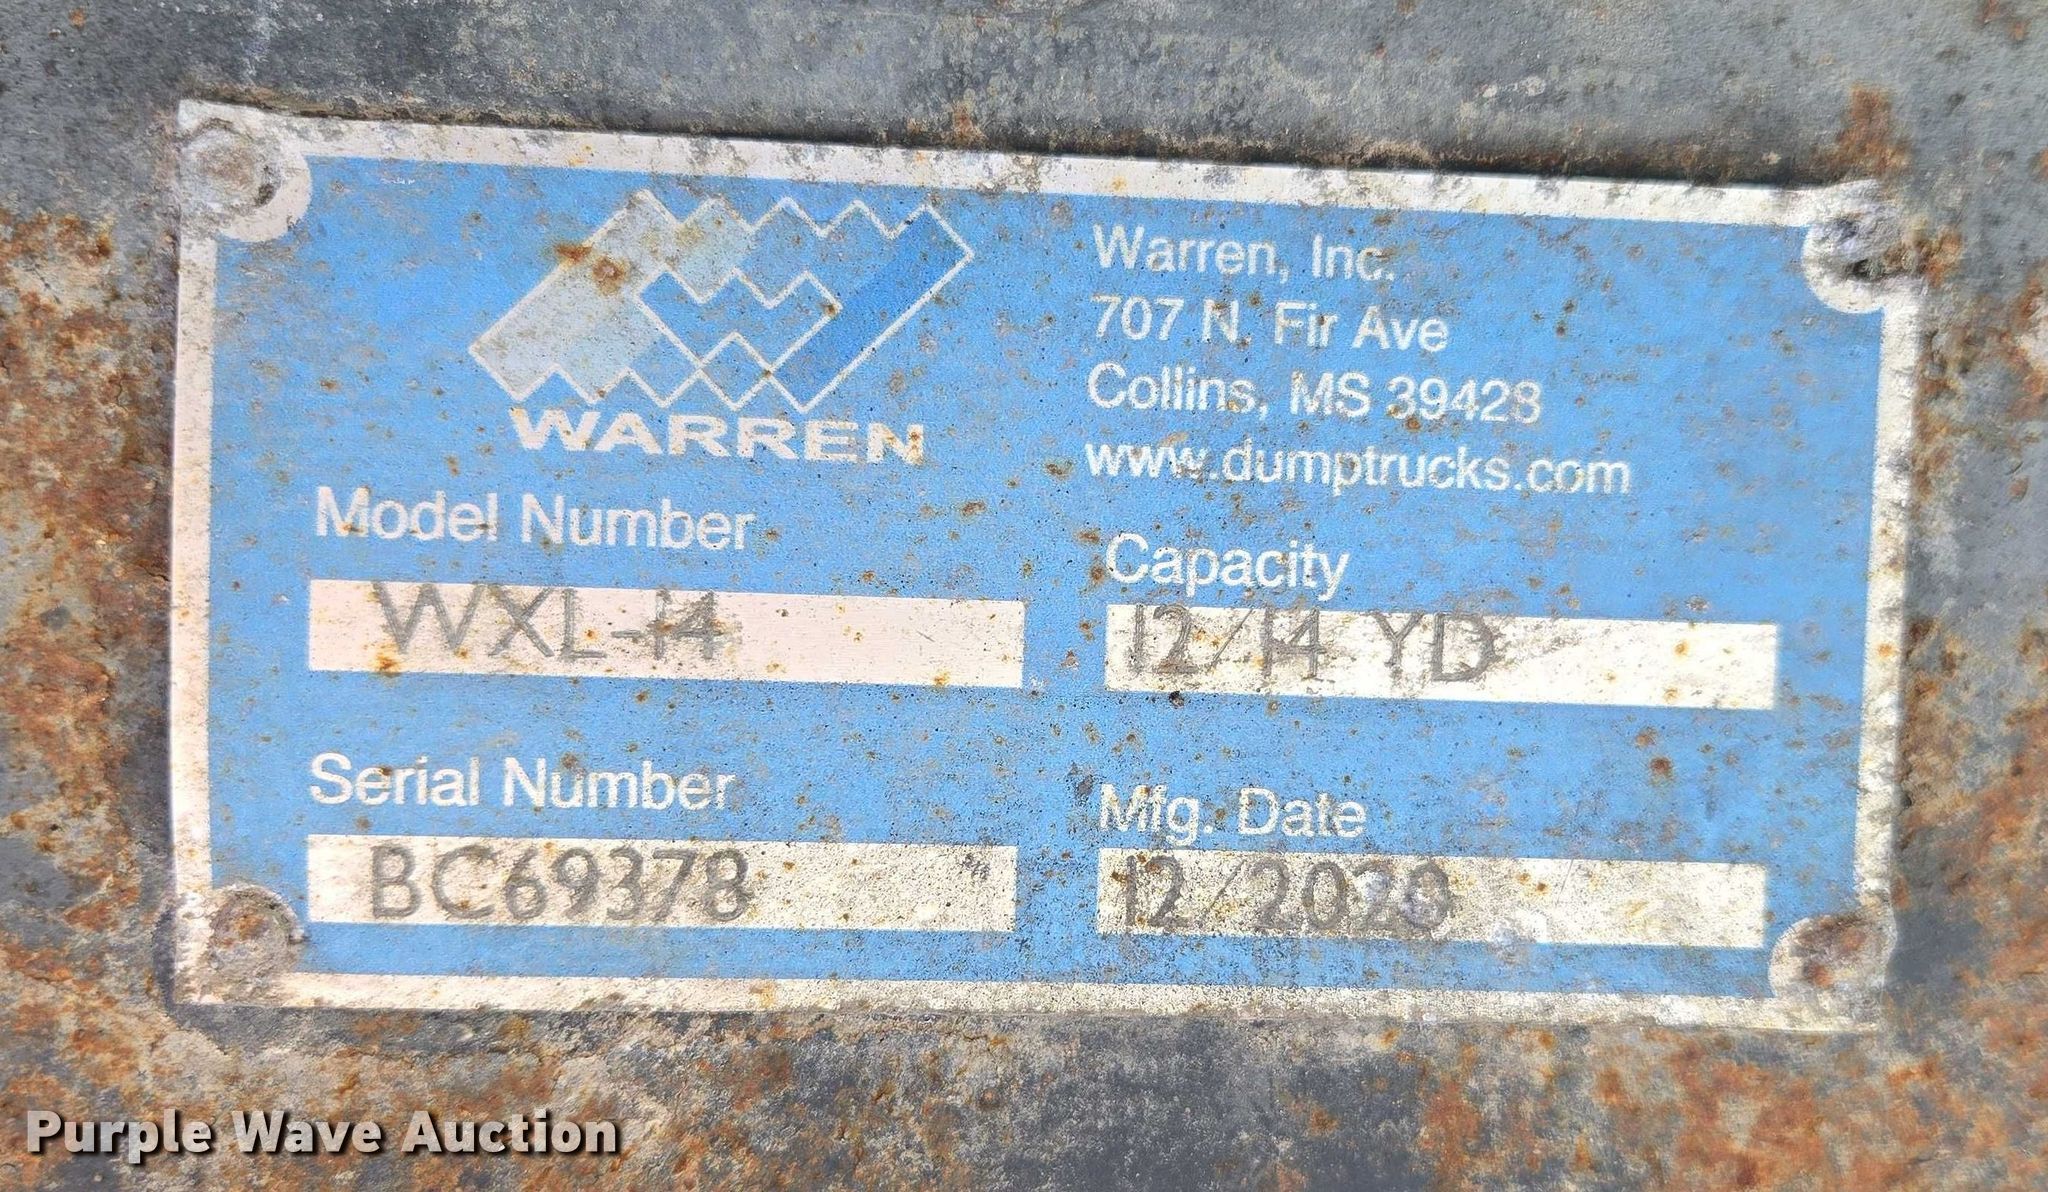 WARREN
Warren, Inc.
707 N. Fir Ave
Collins, MS 39428
www.dumptrucks.com
Model Number
WXL-14
Capacity
12/14 YD
Serial Number
BC69378
Mfg. Date
12/2020
Purple Wave Auction